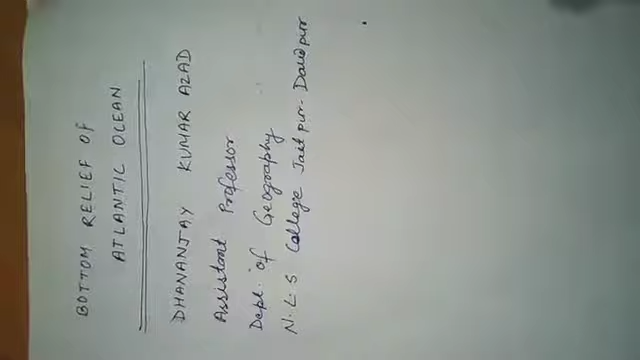 BOTTOM RELIEF OF
ATLANTIC OCEAN
DHANANJAY KUMAR AZAD
Assistant Professor
Dept. of Geography
N.L.S College Jaitpur-Daudpur